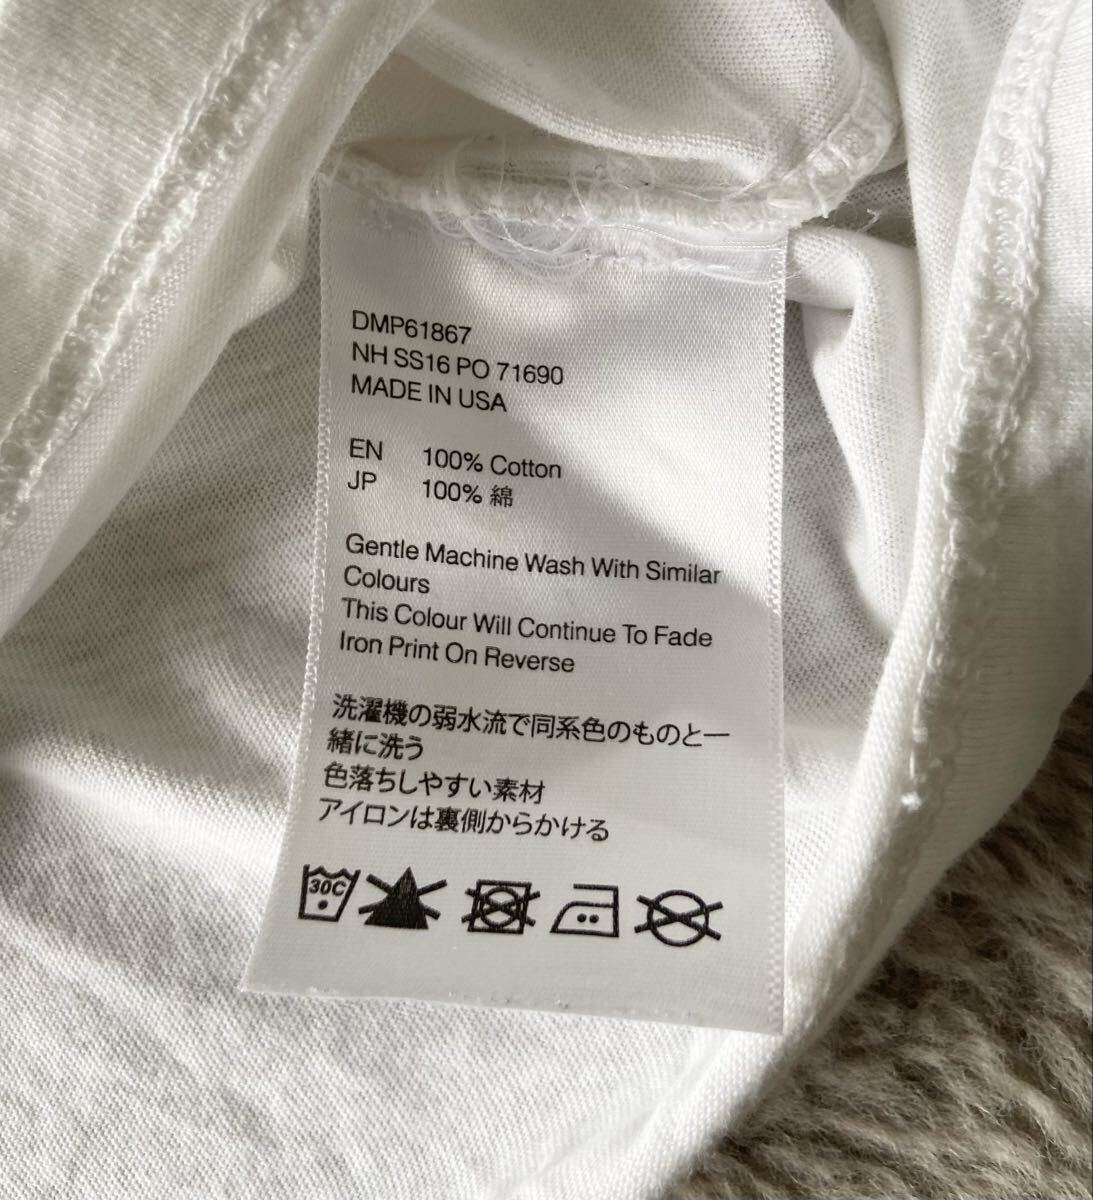 DMP61867
NH SS16 PO 71690
MADE IN USA
EN 100% Cotton
JP 100% 綿
Gentle Machine Wash With Similar
Colours
This Colour Will Continue To Fade
Iron Print On Reverse
洗濯機の弱水流で同系色のものと一
緒に洗う
色落ちしやすい素材
アイロンは裏側からかける
30C